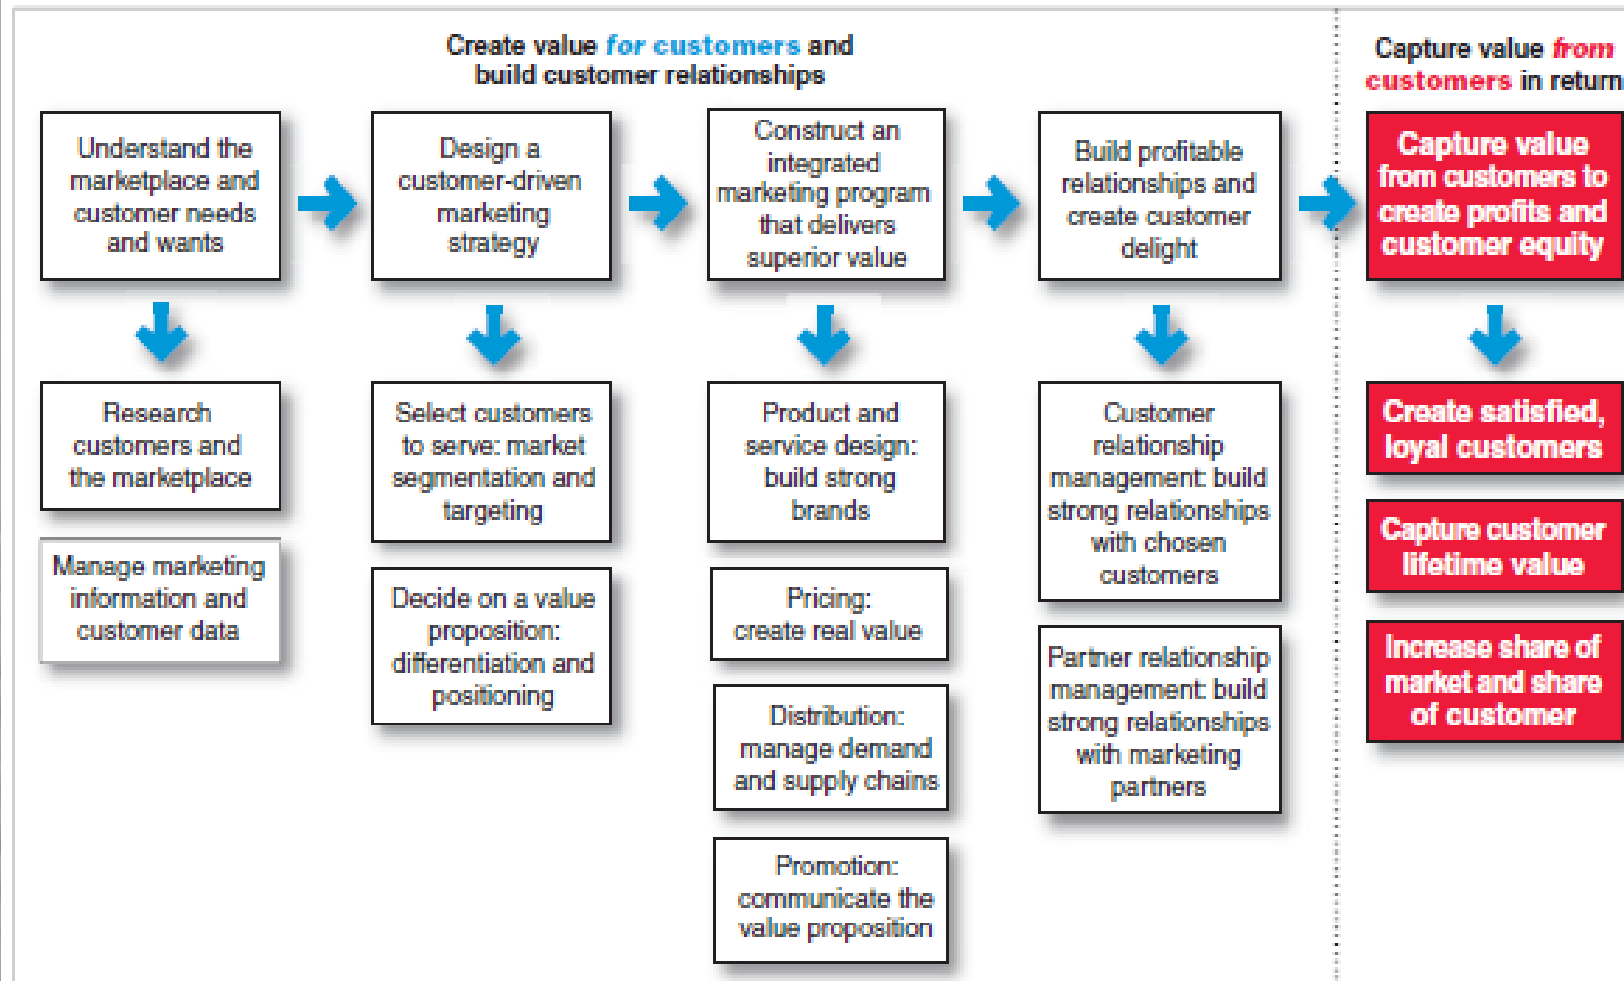 Create value for customers and
build customer relationships
Capture value from
customers in return
Understand the
marketplace and
customer needs
and wants
Design a
customer-driven
marketing
strategy
Construct an
integrated
marketing program
that delivers
superior value
Build profitable
relationships and
create customer
delight
Capture value
from customers to
create profits and
customer equity
Research
customers and
the marketplace
Manage marketing
information and
customer data
Select customers
to serve: market
segmentation and
targeting
Decide on a value
proposition:
differentiation and
positioning
Product and
service design:
build strong
brands
Pricing:
create real value
Distribution:
manage demand
and supply chains
Promotion:
communicate the
value proposition
Customer
relationship
management: build
strong relationships
with chosen
customers
Partner relationship
management: build
strong relationships
with marketing
partners
Create satisfied,
loyal customers
Capture customer
lifetime value
Increase share of
market and share
of customer